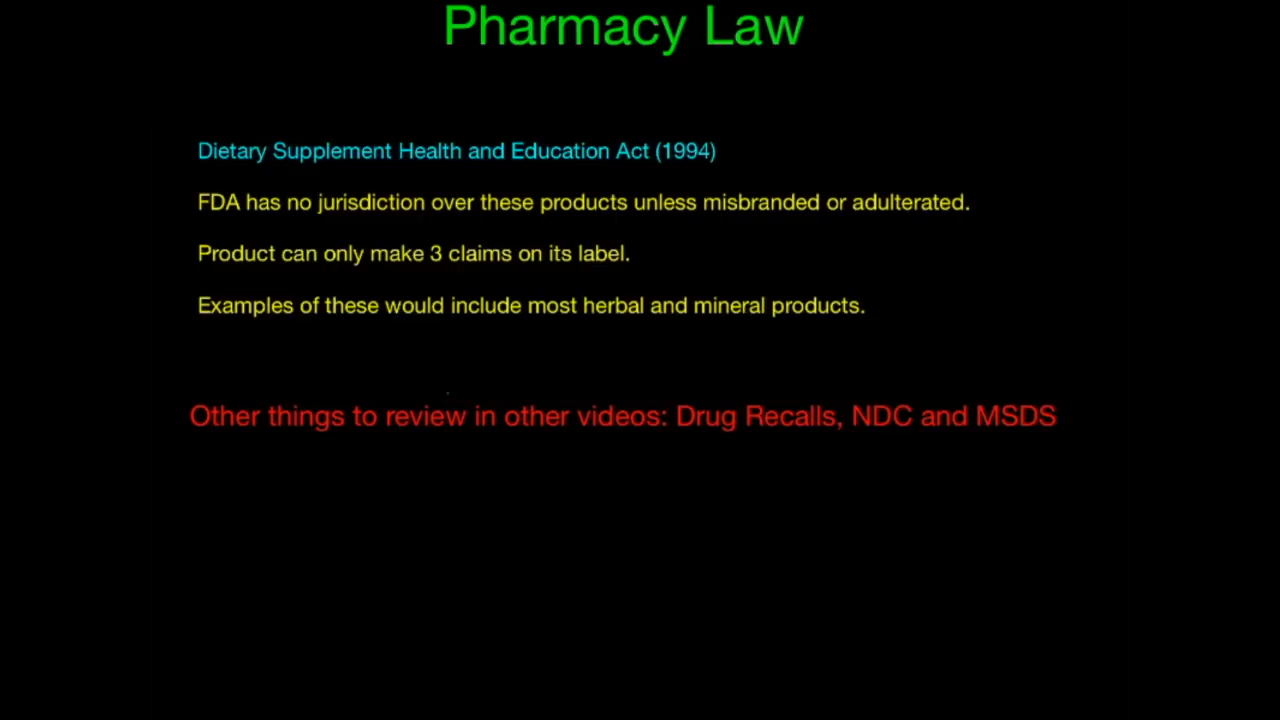 Pharmacy Law
Dietary Supplement Health and Education Act (1994)
FDA has no jurisdiction over these products unless misbranded or adulterated.
Product can only make 3 claims on its label.
Examples of these would include most herbal and mineral products.
Other things to review in other videos: Drug Recalls, NDC and MSDS